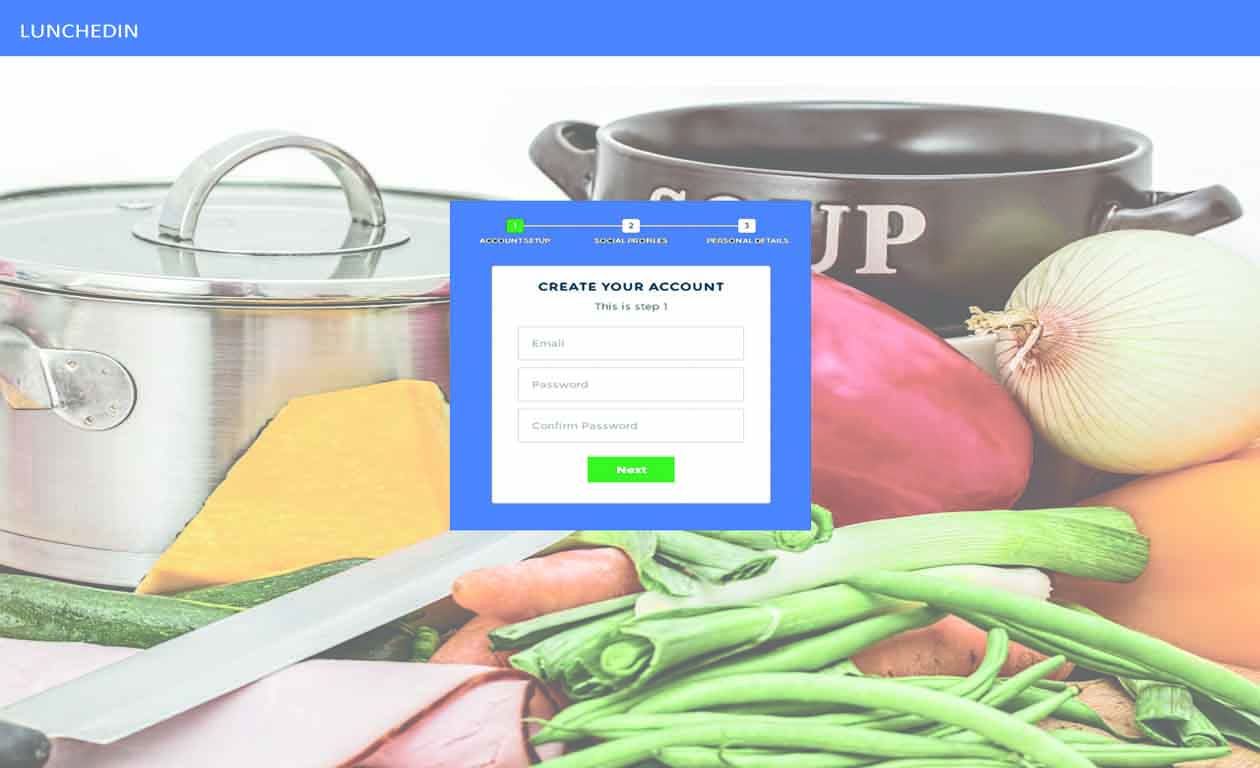 LUNCHEDIN
SOUP
1 2 3
ACCOUNT SETUP SOCIAL PROFILES PERSONAL DETAILS
CREATE YOUR ACCOUNT
This is step 1
Email
Password
Confirm Password
Next